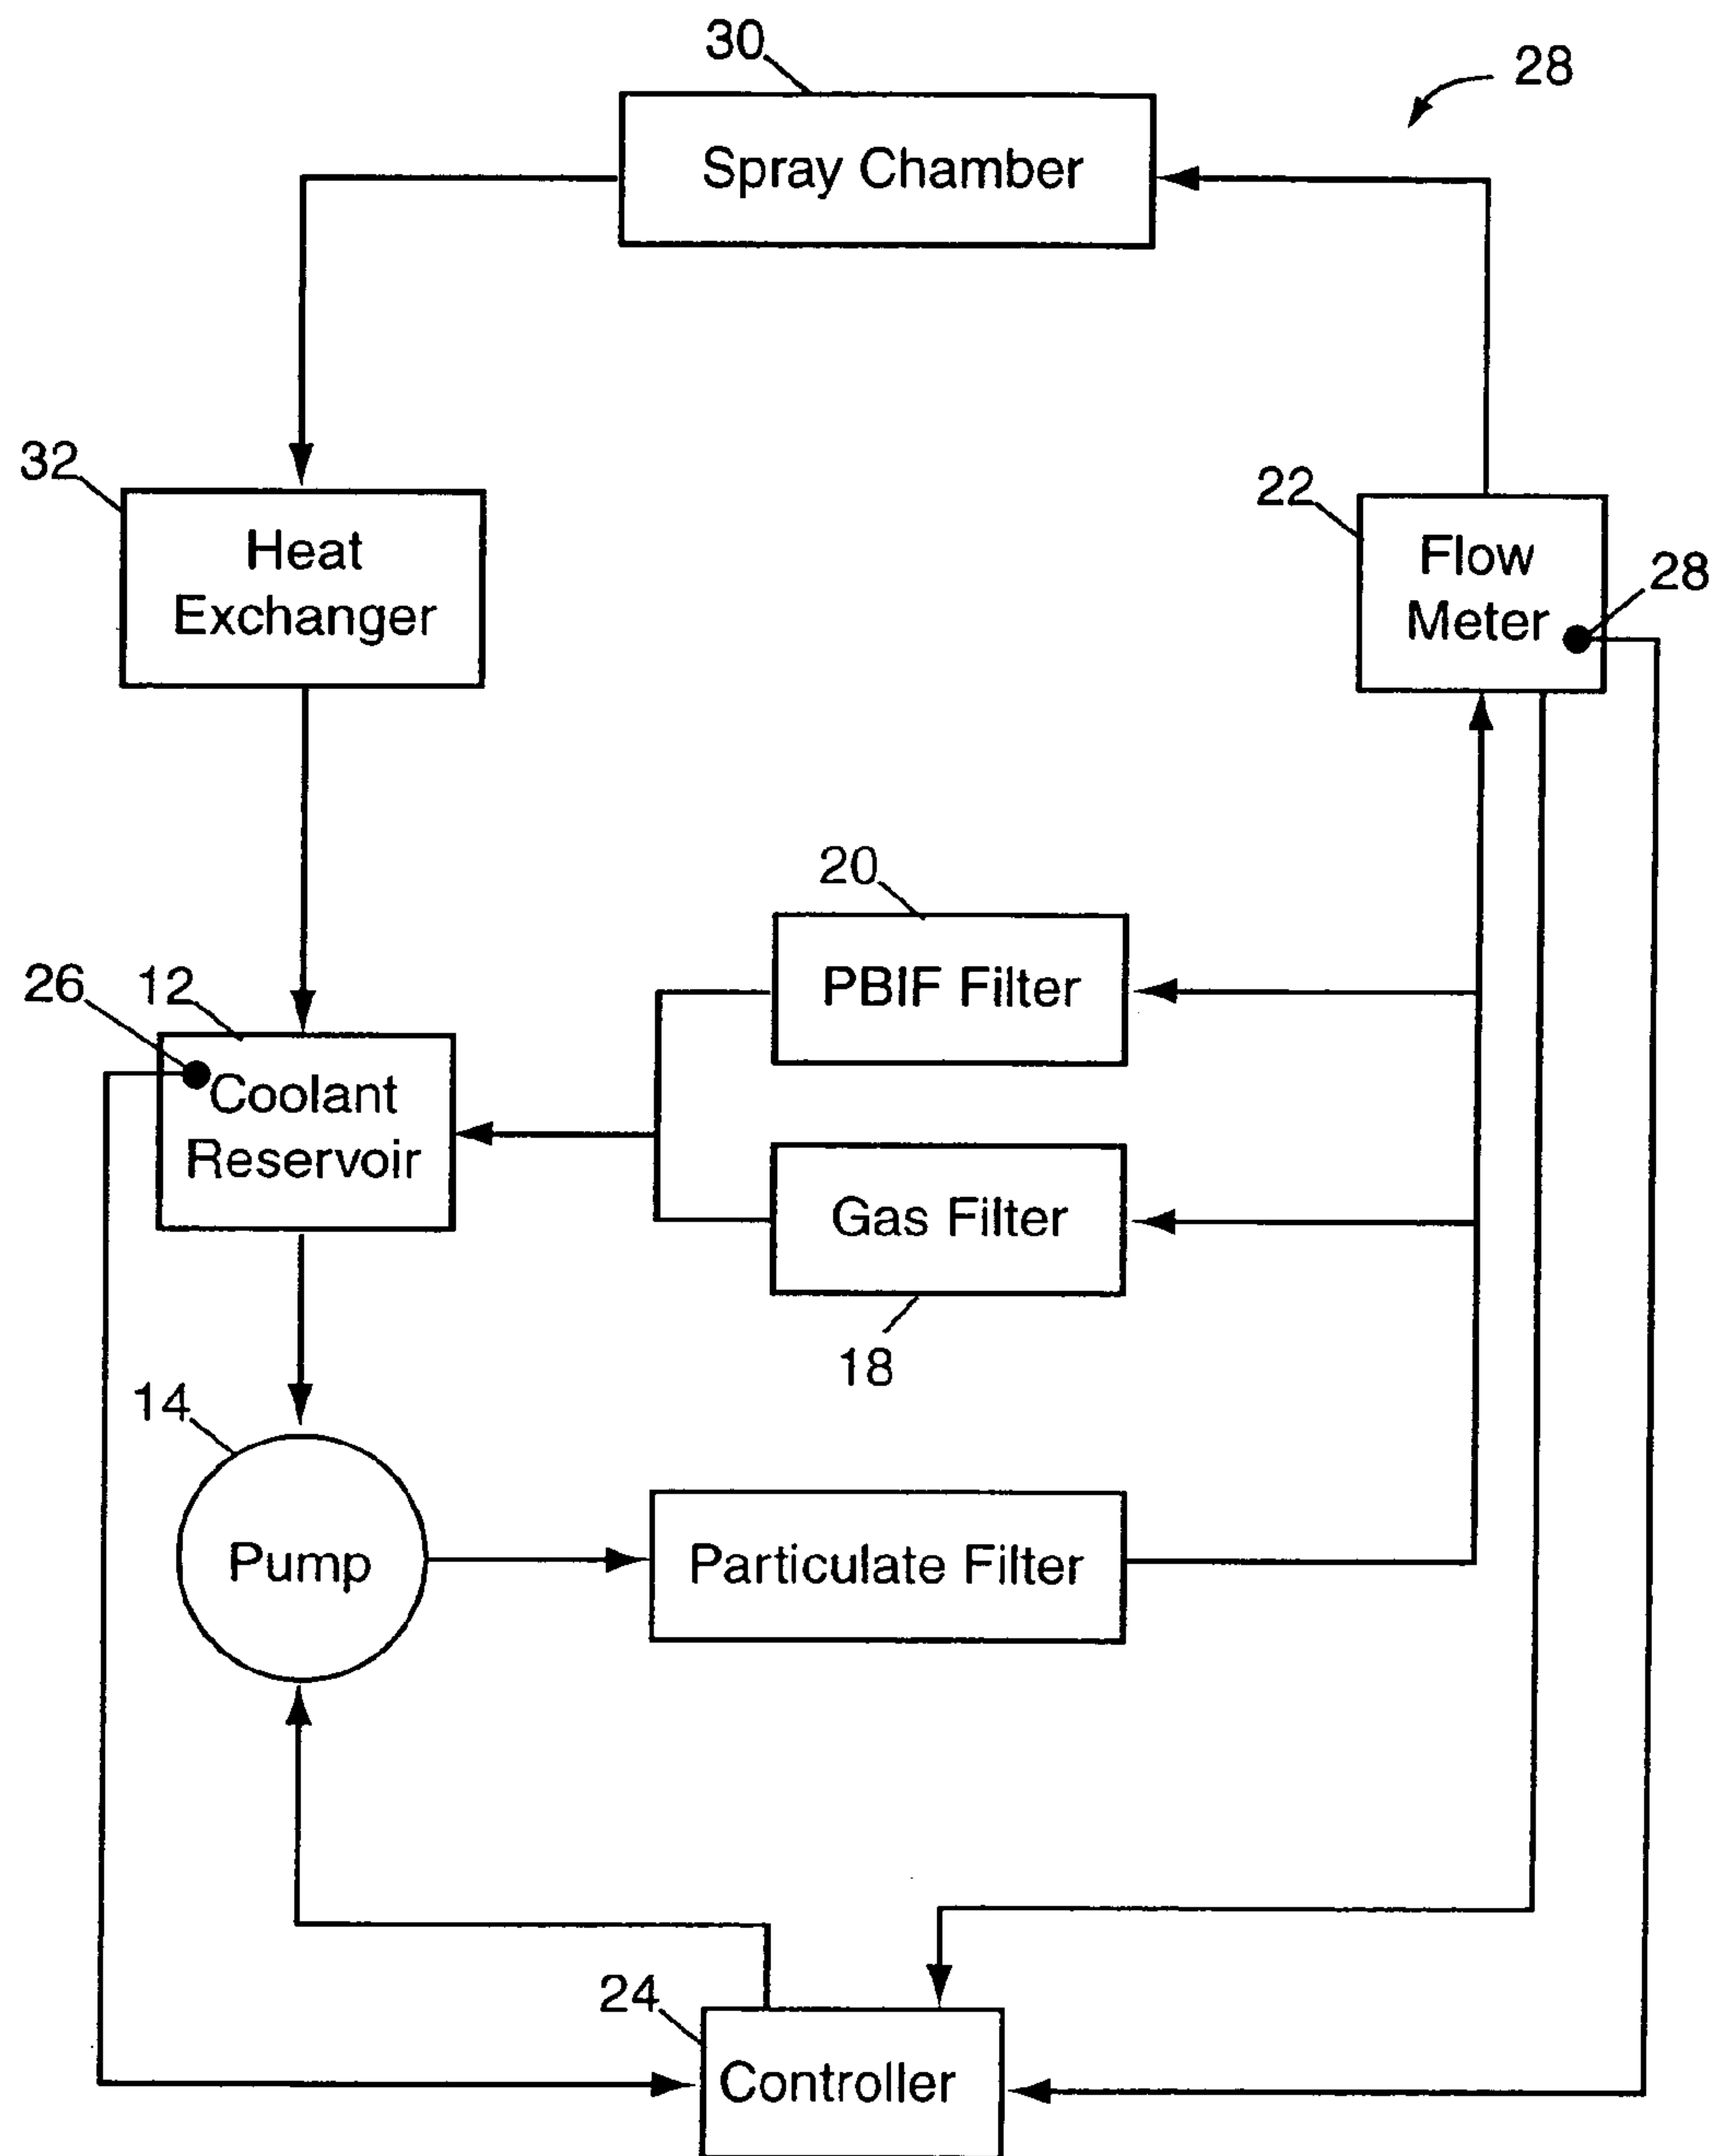 30
28
Spray Chamber
32
22
Heat
Exchanger
Flow
Meter
28
20
26
12
PBIF Filter
Coolant
Reservoir
Gas Filter
18
14
Pump
Particulate Filter
24
Controller